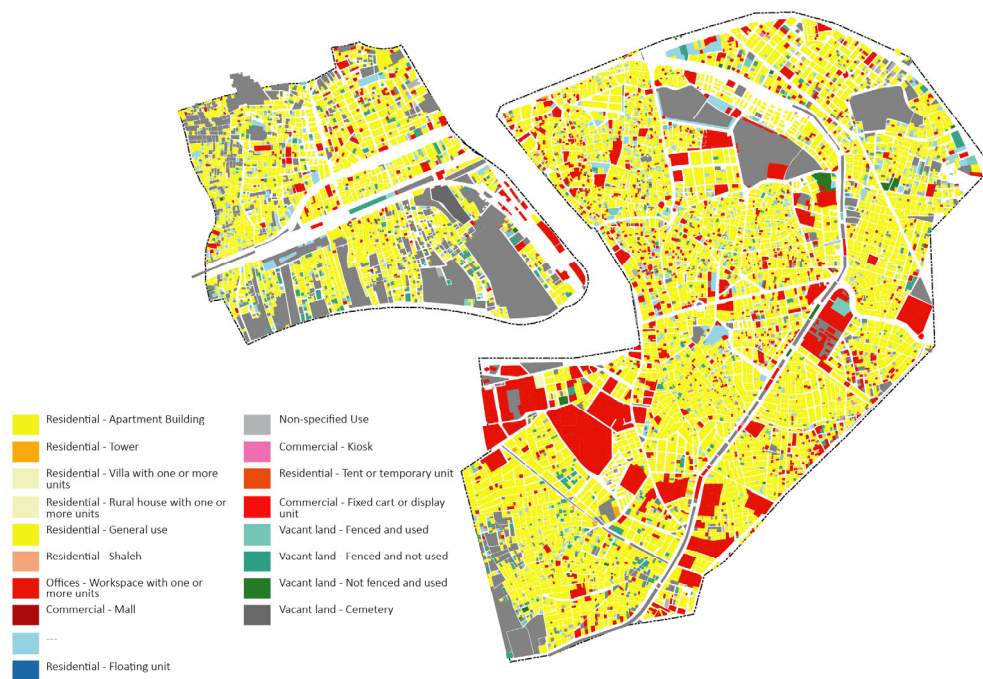 Residential - Apartment Building
Residential - Tower
Residential - Villa with one or more
units
Residential - Rural house with one or
more units
Residential - General use
Residential - Shaleh
Offices - Workspace with one or
more units
Commercial - Mall
---
Residential - Floating unit
Non-specified Use
Commercial - Kiosk
Residential - Tent or temporary unit
Commercial - Fixed cart or display
unit
Vacant land - Fenced and used
Vacant land - Fenced and not used
Vacant land - Not fenced and used
Vacant land - Cemetery